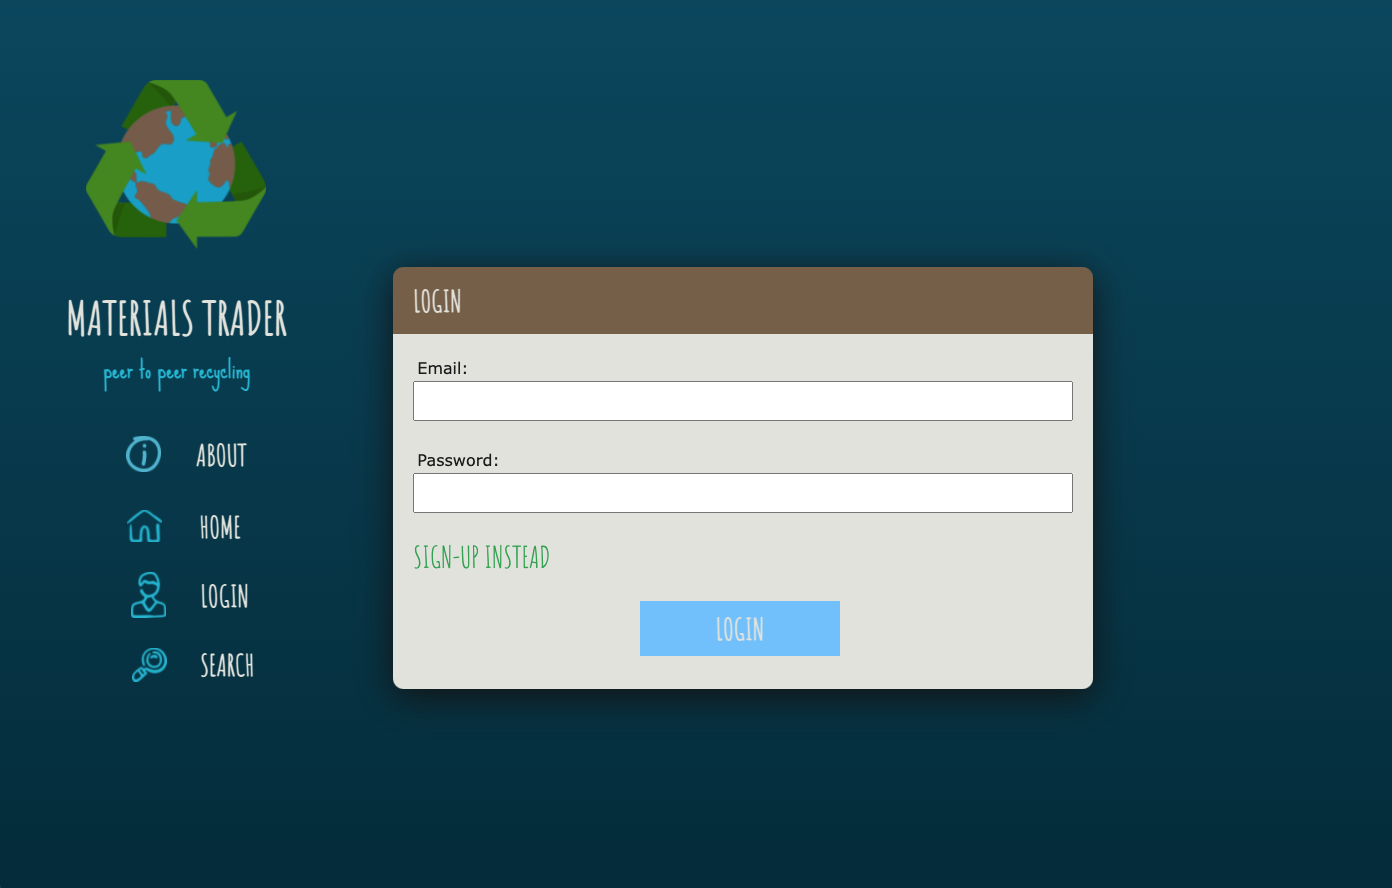 MATERIALS TRADER
peer to peer recycling
ABOUT
HOME
LOGIN
SEARCH
LOGIN
Email:
Password:
SIGN-UP INSTEAD
LOGIN